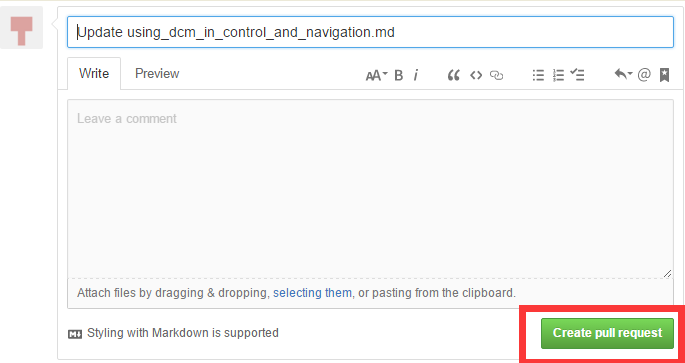 Update using_dcm_in_control_and_navigation.md
Write Preview AA B i
Leave a comment
Attach files by dragging & dropping, selecting them, or pasting from the clipboard.
Styling with Markdown is supported
Create pull request